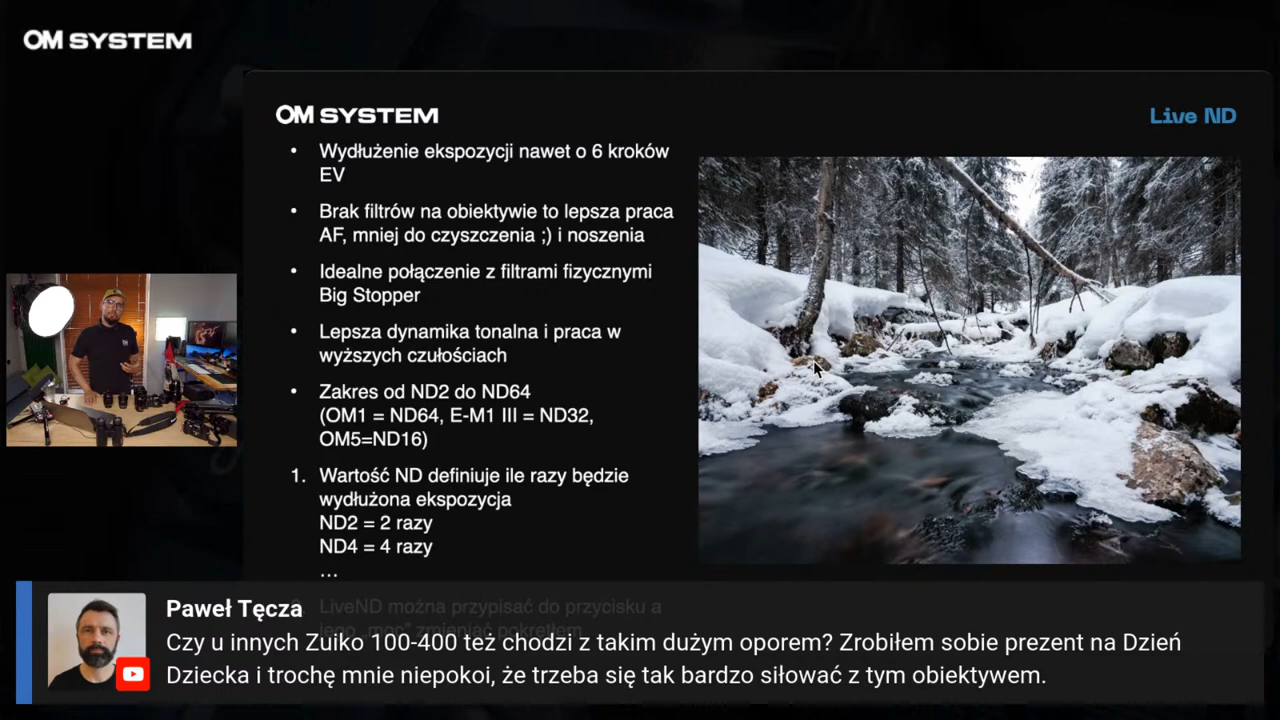 OM SYSTEM
OM SYSTEM
Live ND
• Wydłużenie ekspozycji nawet o 6 kroków
EV
• Brak filtrów na obiektywie to lepsza praca
AF, mniej do czyszczenia ;) i noszenia
• Idealne połączenie z filtrami fizycznymi
Big Stopper
• Lepsza dynamika tonalna i praca w
wyższych czułościach
• Zakres od ND2 do ND64
(OM1 = ND64, E-M1 III = ND32,
OM5=ND16)
1. Wartość ND definiuje ile razy będzie
wydłużona ekspozycja
ND2 = 2 razy
ND4 = 4 razy
...
LiveND można przypisać do przycisku a
jego „moc” zmieniać pokrętłem
Paweł Tęcza
Czy u innych Zuiko 100-400 też chodzi z takim dużym oporem? Zrobiłem sobie prezent na Dzień
Dziecka i trochę mnie niepokoi, że trzeba się tak bardzo siłować z tym obiektywem.